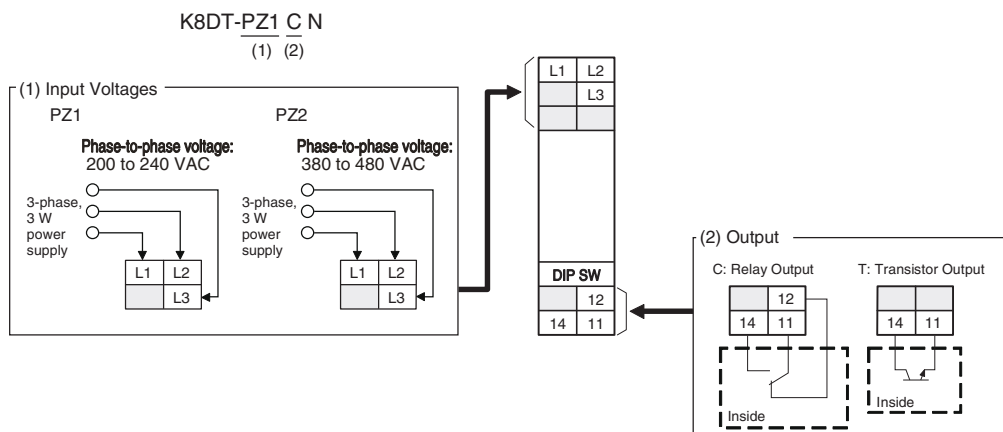 K8DT-PZ1 C N
(1) (2)
(1) Input Voltages
PZ1
Phase-to-phase voltage:
200 to 240 VAC
3-phase,
3 W
power
supply
L1 L2
L3
PZ2
Phase-to-phase voltage:
380 to 480 VAC
3-phase,
3 W
power
supply
L1 L2
L3
L1 L2
L3
DIP SW
12
14 11
(2) Output
C: Relay Output
12
14 11
Inside
T: Transistor Output
14 11
Inside